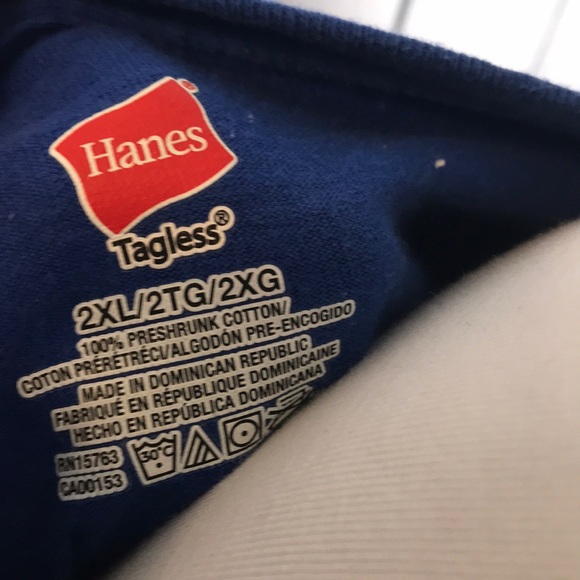 Hanes®
Tagless®
2XL/2TG/2XG
100% PRESHRUNK COTTON/
COTON PRÉRÉTRÉCI/ALGODÓN PRE-ENCOGIDO
MADE IN DOMINICAN REPUBLIC
FABRIQUÉ EN RÉPUBLIQUE DOMINICAINE
HECHO EN REPÚBLICA DOMINICANA
RN15763 30°C
CA00153